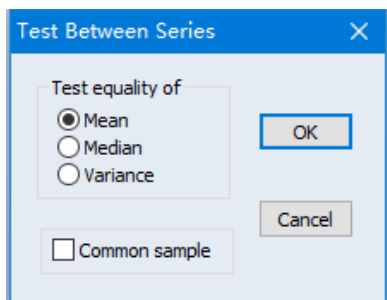 Test Between Series
Test equality of
Mean
Median
Variance
OK
Cancel
Common sample